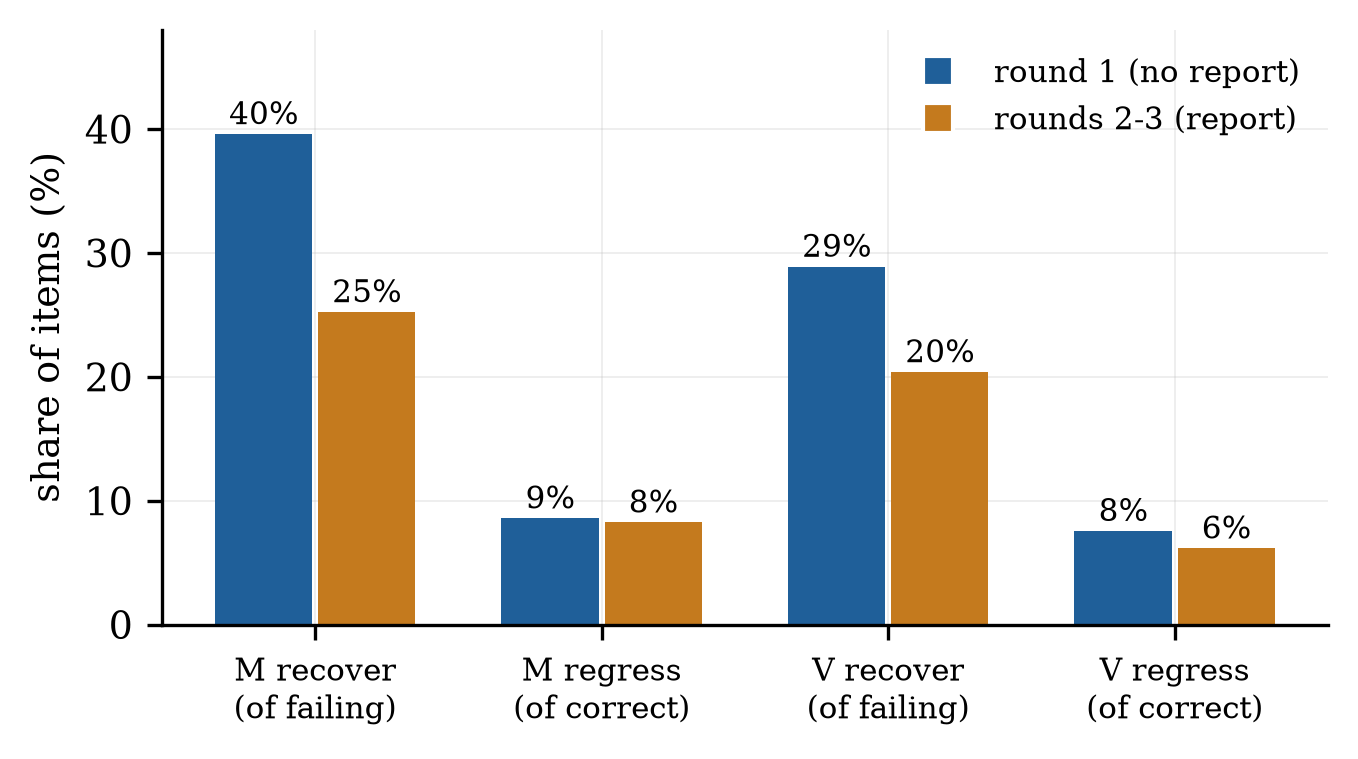 round 1 (no report)
rounds 2-3 (report)
share of items (%)
40
30
20
10
0
40%
25%
9%
8%
29%
20%
8%
6%
M recover
(of failing)
M regress
(of correct)
V recover
(of failing)
V regress
(of correct)